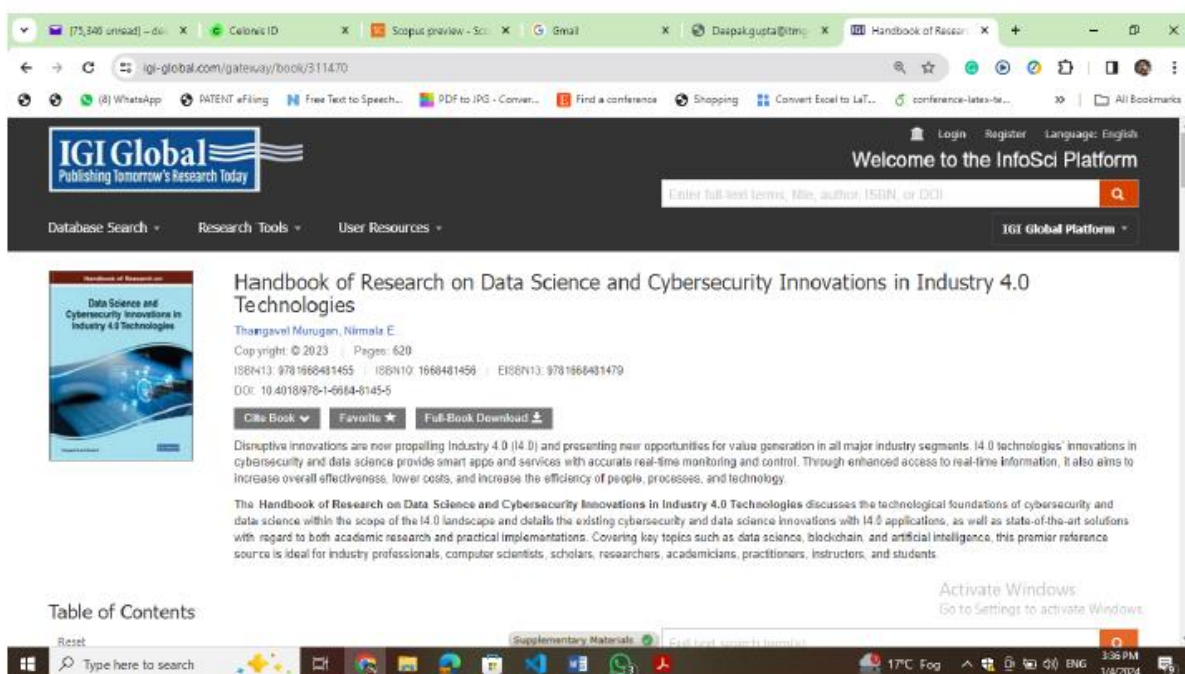 [75,346 unread] – de
Celonis ID
Scopus preview - Sco
Gmail
Deepak.gupta@itmg
Handbook of Resear
igi-global.com/gateway/book/311470
(8) WhatsApp
PATENT eFiling
Free Text to Speech...
PDF to JPG - Conver...
Find a conference
Shopping
Convert Excel to LaT...
conference-latex-te...
All Bookmarks
IGI Global
Publishing Tomorrow's Research Today
Login Register Language: English
Welcome to the InfoSci Platform
Enter full-text terms, title, author, ISBN, or DOI
Database Search
Research Tools
User Resources
IGI Global Platform
Handbook of Research on
Data Science and
Cybersecurity Innovations in
Industry 4.0 Technologies
Handbook of Research on Data Science and Cybersecurity Innovations in Industry 4.0
Technologies
Thangavel Murugan, Nirmala E.
Copyright: © 2023 | Pages: 620
ISBN13: 9781668481455 | ISBN10: 1668481456 | EISBN13: 9781668481479
DOI: 10.4018/978-1-6684-8145-5
Cite Book
Favorite
Full-Book Download
Disruptive innovations are now propelling Industry 4.0 (I4.0) and presenting new opportunities for value generation in all major industry segments. I4.0 technologies' innovations in
cybersecurity and data science provide smart apps and services with accurate real-time monitoring and control. Through enhanced access to real-time information, it also aims to
increase overall effectiveness, lower costs, and increase the efficiency of people, processes, and technology.
The Handbook of Research on Data Science and Cybersecurity Innovations in Industry 4.0 Technologies discusses the technological foundations of cybersecurity and
data science within the scope of the I4.0 landscape and details the existing cybersecurity and data science innovations with I4.0 applications, as well as state-of-the-art solutions
with regard to both academic research and practical implementations. Covering key topics such as data science, blockchain, and artificial intelligence, this premier reference
source is ideal for industry professionals, computer scientists, scholars, researchers, academicians, practitioners, instructors, and students.
Activate Windows
Go to Settings to activate Windows.
Table of Contents
Reset
Supplementary Materials
Full text search term(s)
Type here to search
17°C Fog
ENG
3:36 PM
1/4/2024